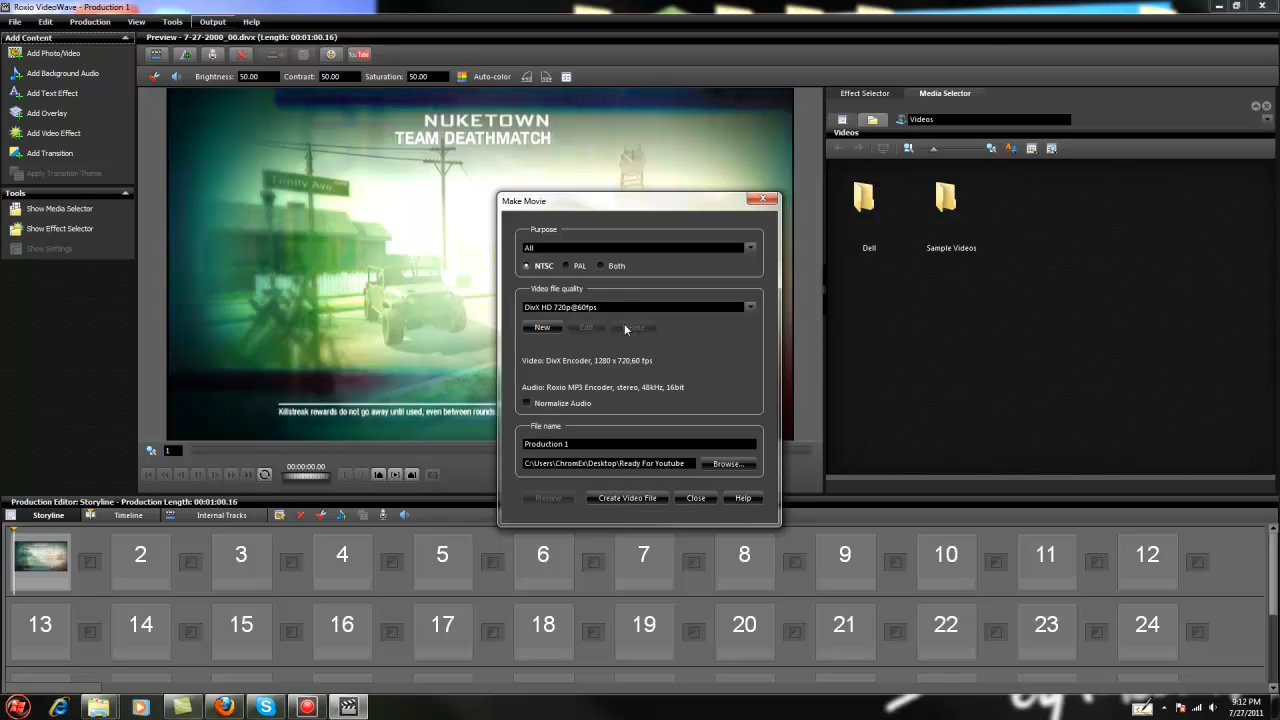 Roxio VideoWave - Production 1
File Edit Production View Tools Output Help
Add Content
Preview - 7-27-2000_00.divx (Length: 00:01:00.16)
Add Photo/Video
Add Background Audio
Add Text Effect
Add Overlay
Add Video Effect
Add Transition
Apply Transition Theme
Tools
Show Media Selector
Show Effect Selector
Show Settings
You Tube
Brightness: 50.00 Contrast: 50.00 Saturation: 50.00 Auto-color
NUKETOWN
TEAM DEATHMATCH
Trinity Ave
Killstreak rewards do not go away until used, even between rounds
1
00:00:00.00
Effect Selector Media Selector
Videos
Videos
Dell Sample Videos
Make Movie
Purpose
All
NTSC PAL Both
Video file quality
DivX HD 720p@60fps
New Edit
Video: DivX Encoder, 1280 x 720,60 fps
Audio: Roxio MP3 Encoder, stereo, 48kHz, 16bit
Normalize Audio
File name
Production 1
C:\Users\ChromEx\Desktop\Ready For Youtube Browse...
Preview Create Video File Close Help
Production Editor: Storyline - Production Length: 00:01:00.16
Storyline Timeline Internal Tracks
2 3 4 5 6 7 8 9 10 11 12
13 14 15 16 17 18 19 20 21 22 23 24
9:12 PM
7/27/2011